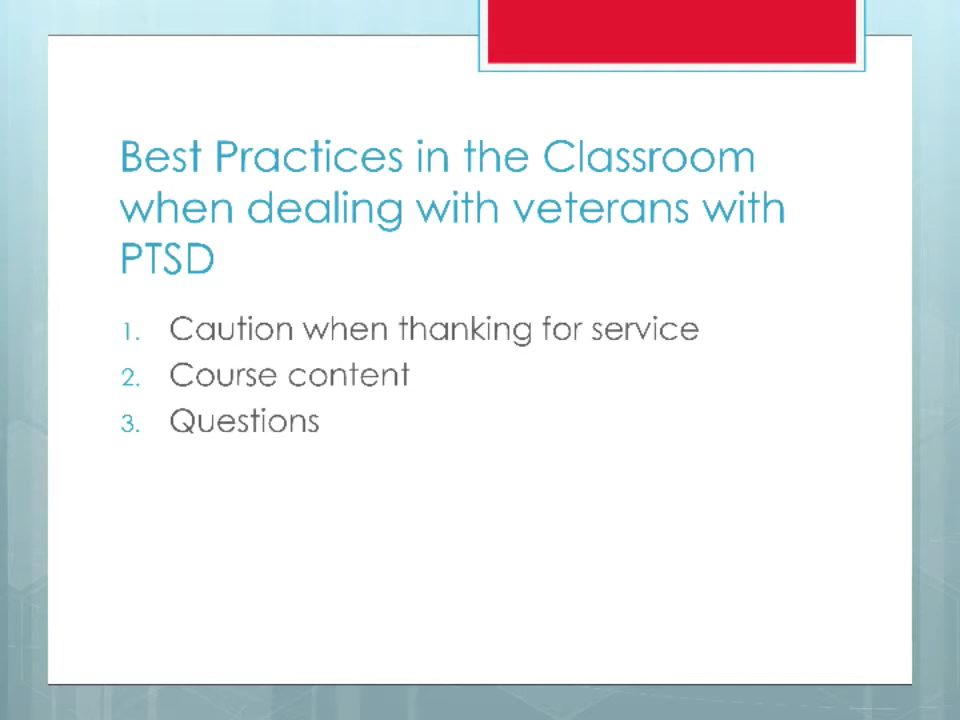 Best Practices in the Classroom
when dealing with veterans with
PTSD
1. Caution when thanking for service
2. Course content
3. Questions